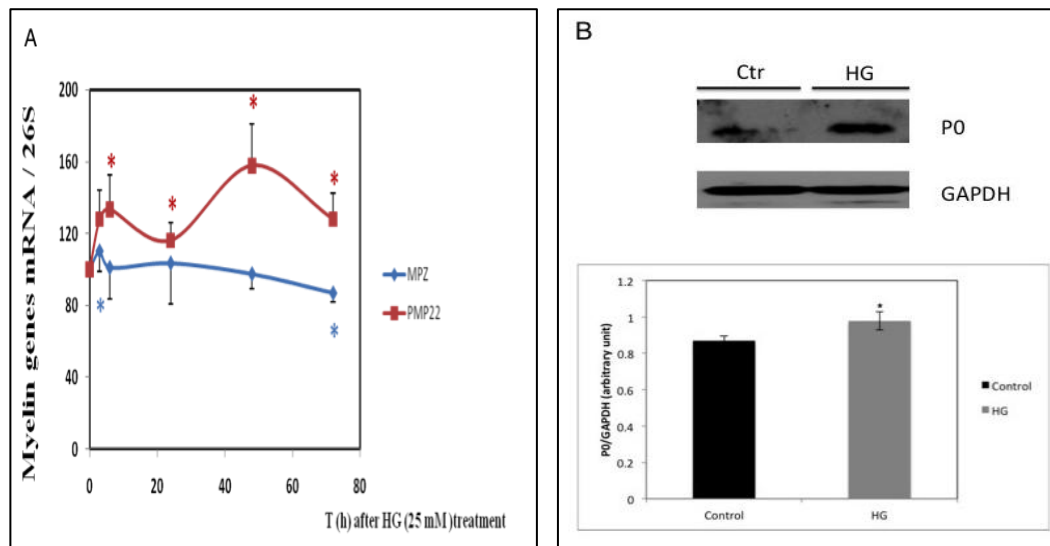 A
Myelin genes mRNA / 26S
200
160
120
80
40
0
0 20 40 60 80
T (h) after HG (25 mM) treatment
* * * *
* *
MPZ
PMP22
B
Ctr HG
P0
GAPDH
P0/GAPDH (arbitrary unit)
1.2
1
0.8
0.6
0.4
0.2
0
*
Control HG
Control
HG